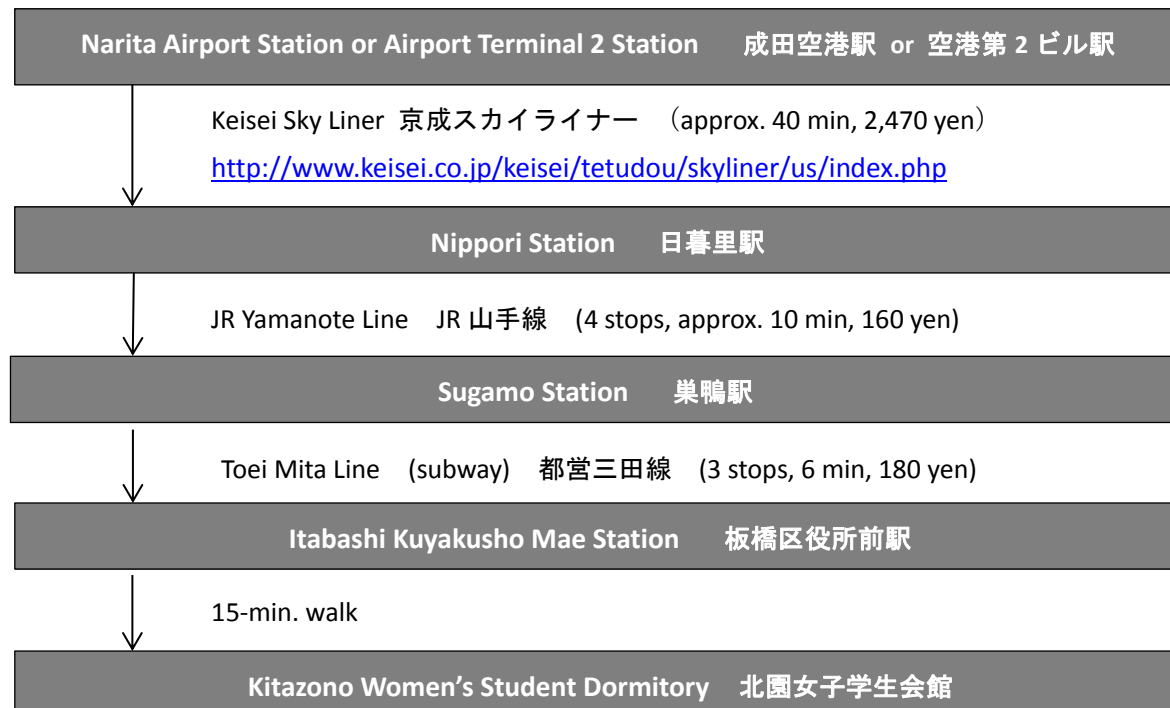 Narita Airport Station or Airport Terminal 2 Station 成田空港駅 or 空港第 2 ビル駅
Keisei Sky Liner 京成スカイライナー （approx. 40 min, 2,470 yen）
http://www.keisei.co.jp/keisei/tetudou/skyliner/us/index.php
Nippori Station 日暮里駅
JR Yamanote Line JR 山手線 (4 stops, approx. 10 min, 160 yen)
Sugamo Station 巣鴨駅
Toei Mita Line (subway) 都営三田線 (3 stops, 6 min, 180 yen)
Itabashi Kuyakusho Mae Station 板橋区役所前駅
15-min. walk
Kitazono Women’s Student Dormitory 北園女子学生会館